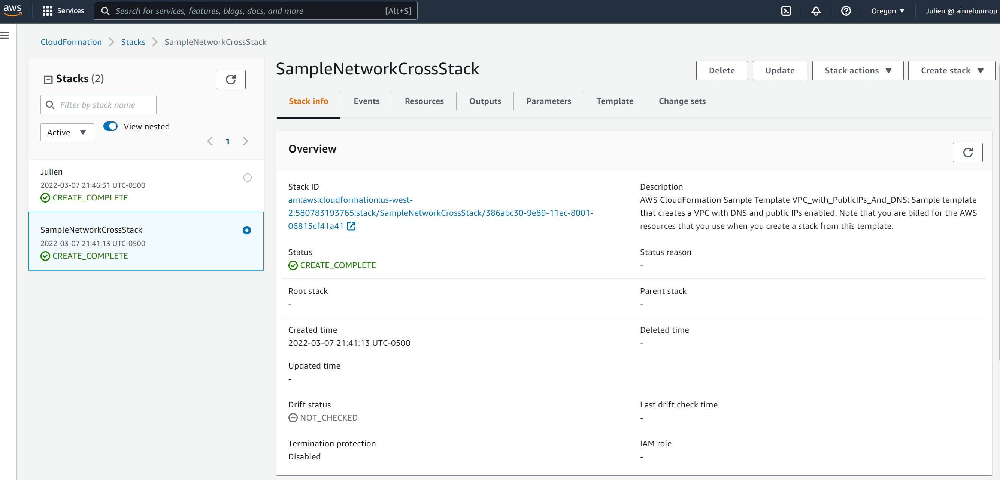 aws
Services
Search for services, features, blogs, docs, and more
[Alt+S]
Oregon
Julien @ aimeloumou
CloudFormation
Stacks
SampleNetworkCrossStack
Stacks (2)
Filter by stack name
Active
View nested
1
Julien
2022-03-07 21:46:31 UTC-0500
CREATE_COMPLETE
SampleNetworkCrossStack
2022-03-07 21:41:13 UTC-0500
CREATE_COMPLETE
SampleNetworkCrossStack
Delete
Update
Stack actions
Create stack
Stack info
Events
Resources
Outputs
Parameters
Template
Change sets
Overview
Stack ID
arn:aws:cloudformation:us-west-
2:580783193765:stack/SampleNetworkCrossStack/386abc30-9e89-11ec-8001-
06815cf41a41
Description
AWS CloudFormation Sample Template VPC_with_PublicIPs_And_DNS: Sample template
that creates a VPC with DNS and public IPs enabled. Note that you are billed for the AWS
resources that you use when you create a stack from this template.
Status
CREATE_COMPLETE
Status reason
-
Root stack
-
Parent stack
-
Created time
2022-03-07 21:41:13 UTC-0500
Deleted time
-
Updated time
-
Drift status
NOT_CHECKED
Last drift check time
-
Termination protection
Disabled
IAM role
-